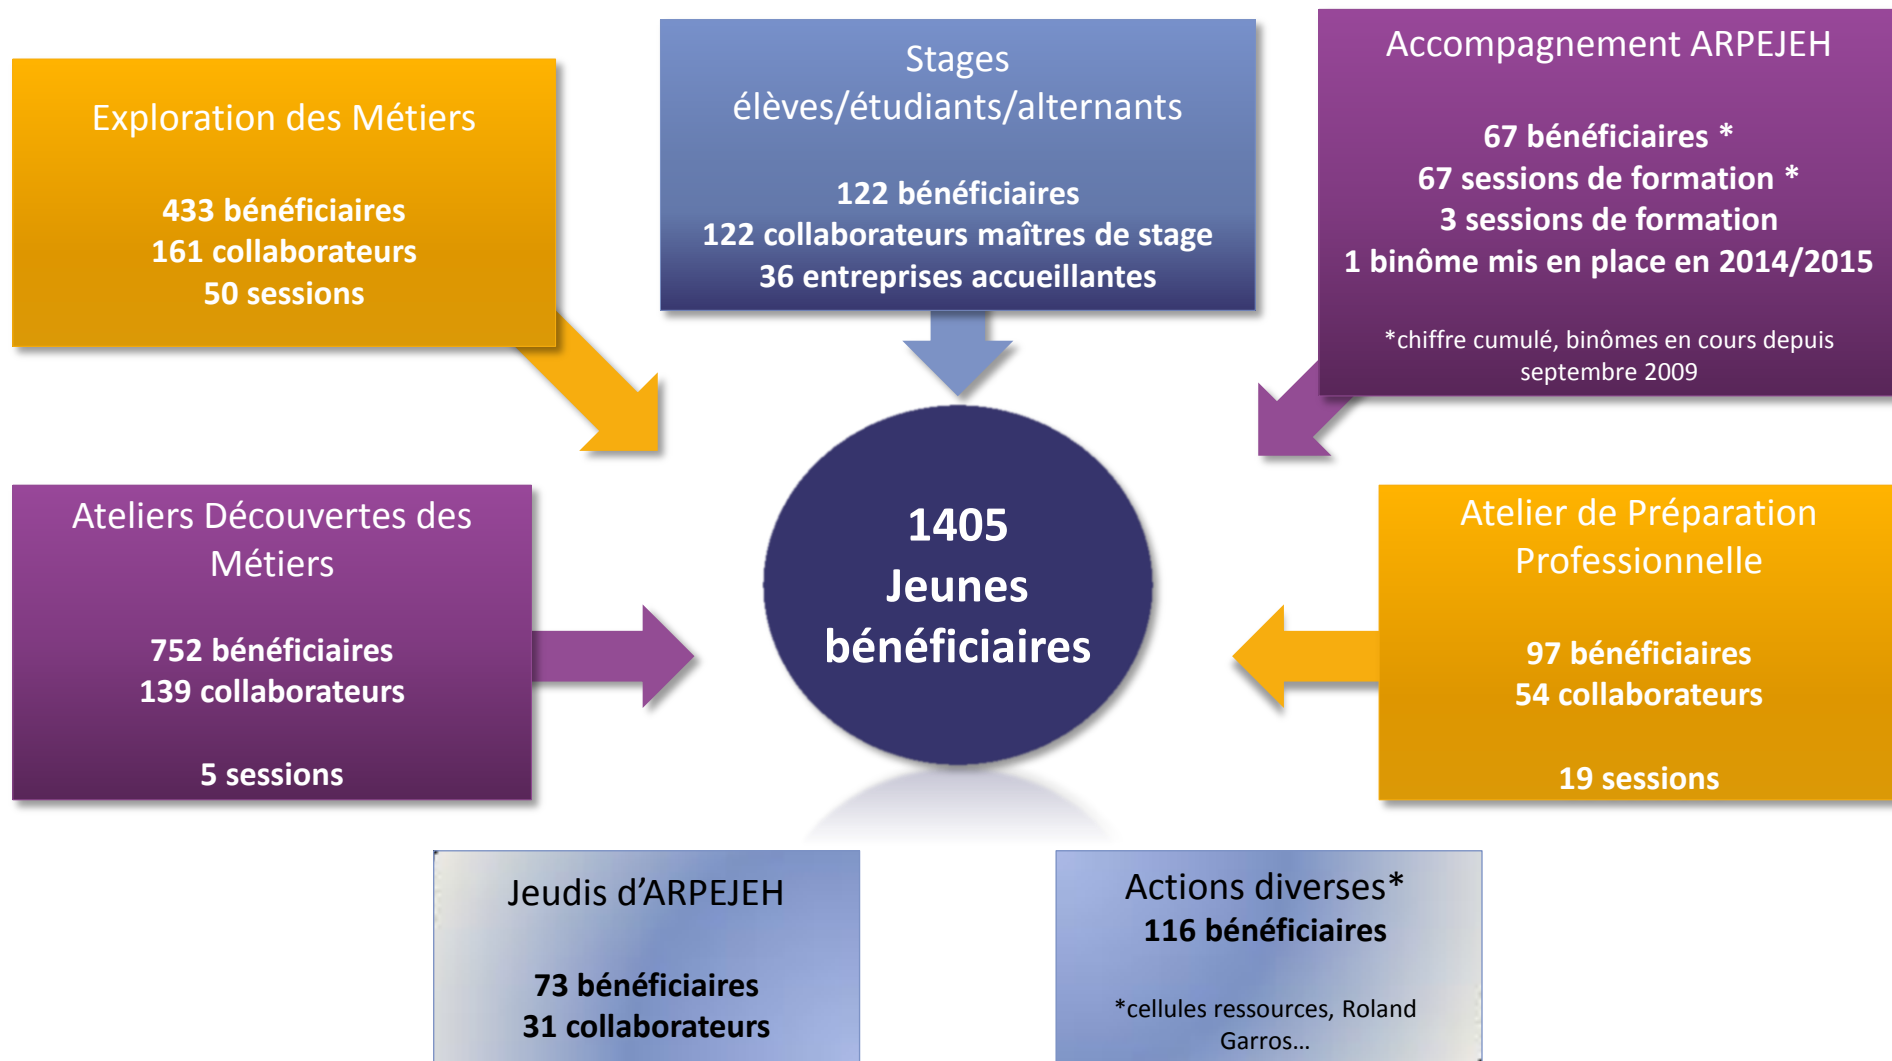 Exploration des Métiers
433 bénéficiaires
161 collaborateurs
50 sessions
Stages
élèves/étudiants/alternants
122 bénéficiaires
122 collaborateurs maîtres de stage
36 entreprises accueillantes
Accompagnement ARPEJEH
67 bénéficiaires *
67 sessions de formation *
3 sessions de formation
1 binôme mis en place en 2014/2015
*chiffre cumulé, binômes en cours depuis
septembre 2009
Ateliers Découvertes des
Métiers
752 bénéficiaires
139 collaborateurs
5 sessions
1405
Jeunes
bénéficiaires
Atelier de Préparation
Professionnelle
97 bénéficiaires
54 collaborateurs
19 sessions
Jeudis d’ARPEJEH
73 bénéficiaires
31 collaborateurs
Actions diverses*
116 bénéficiaires
*cellules ressources, Roland
Garros…